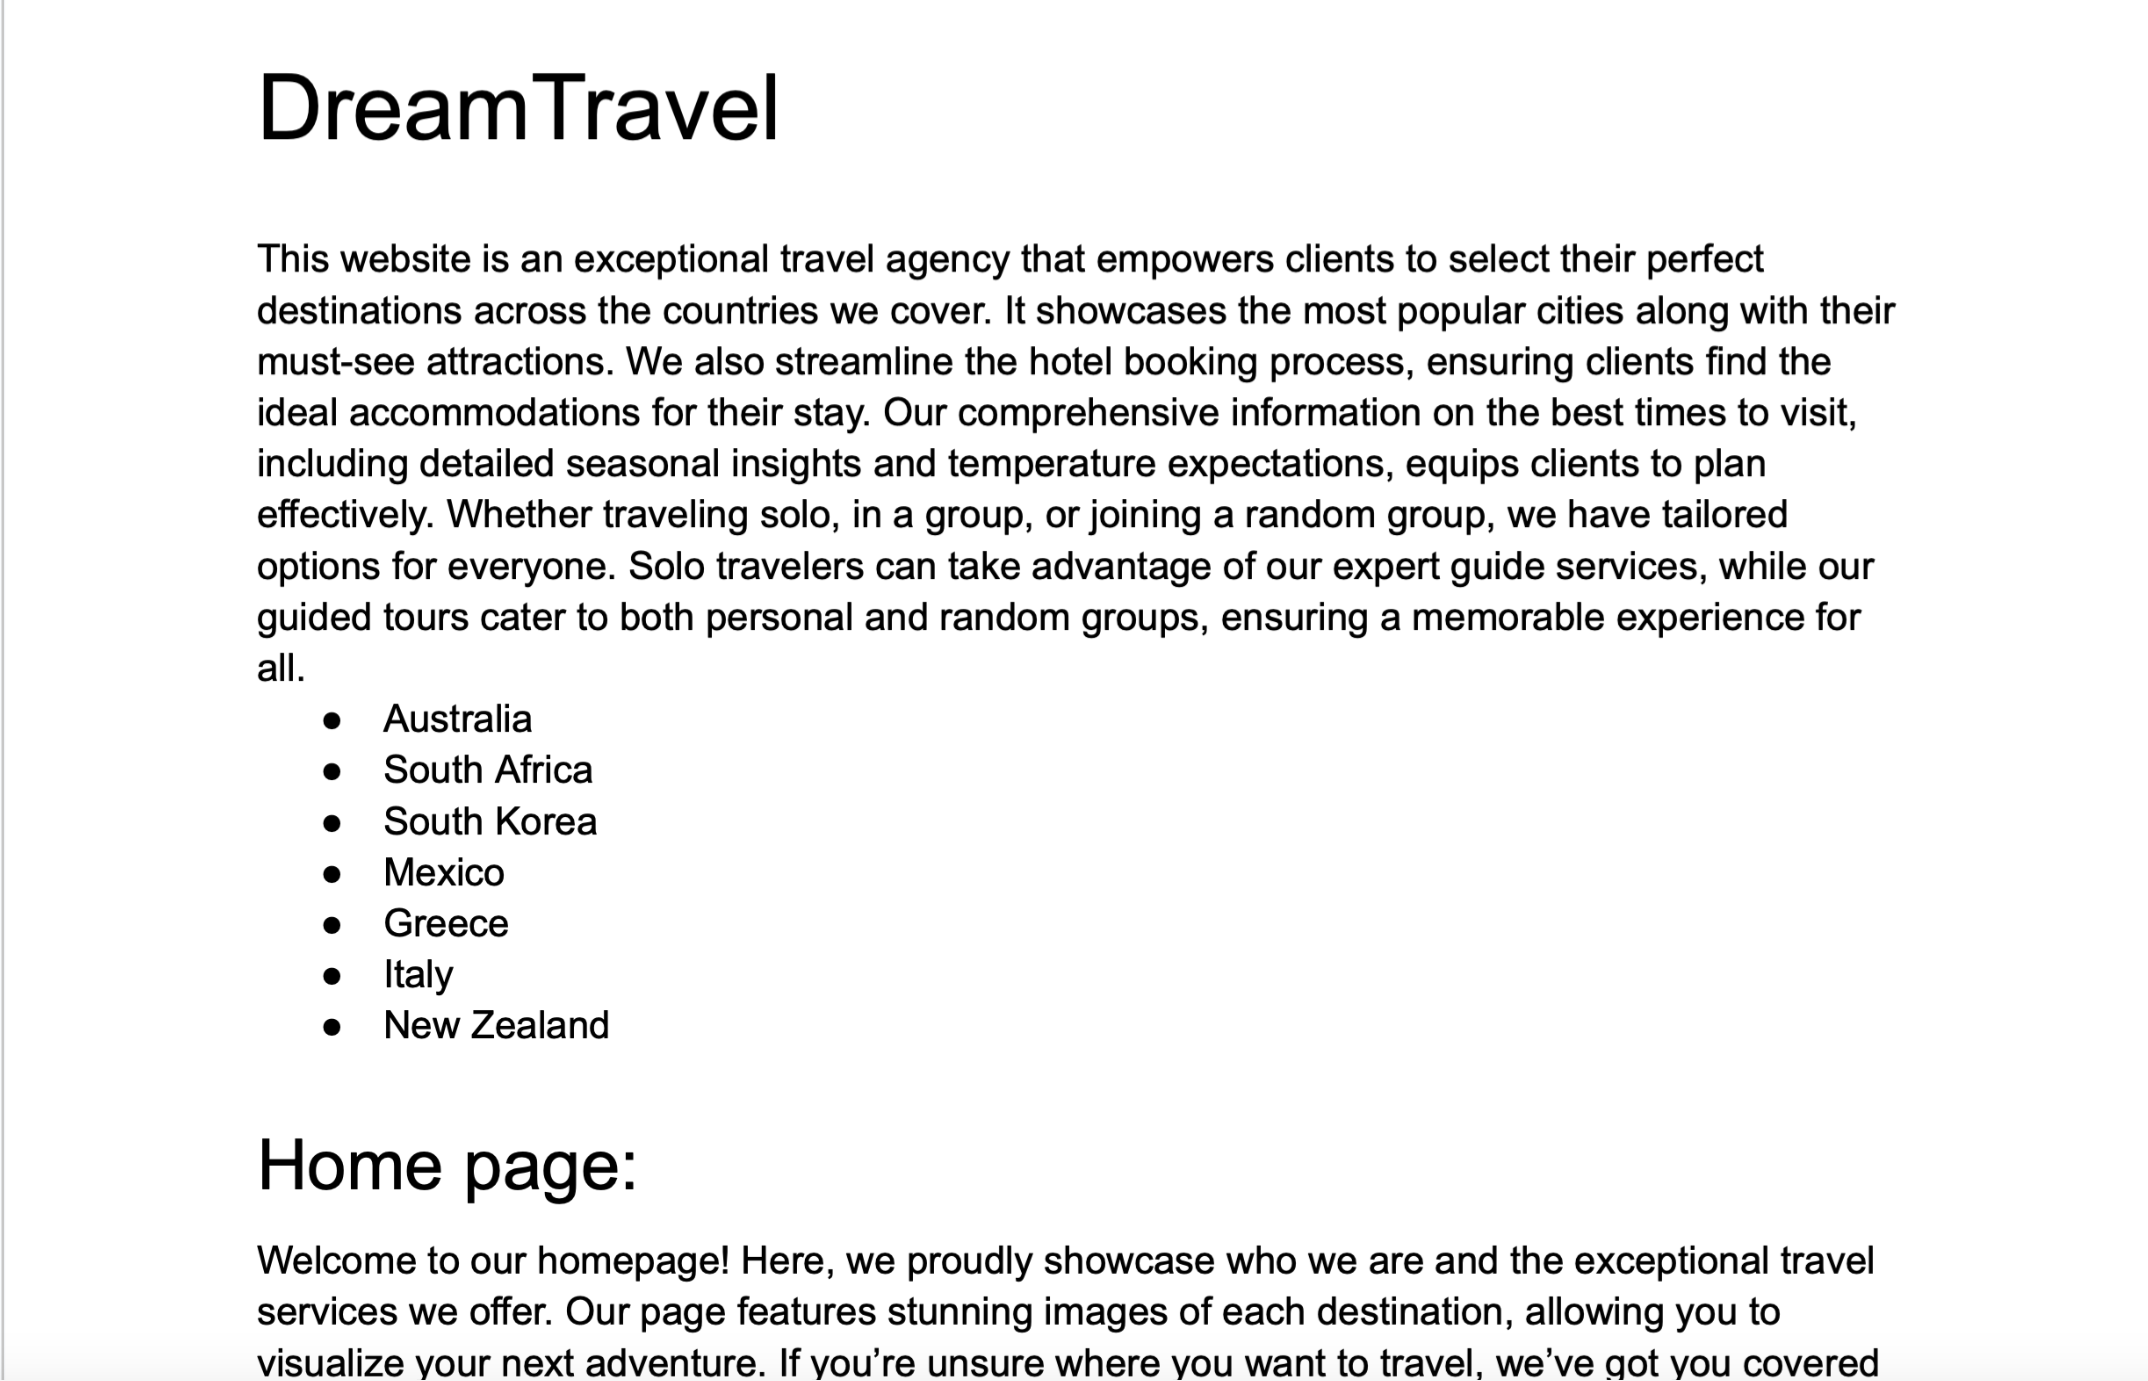 DreamTravel
This website is an exceptional travel agency that empowers clients to select their perfect
destinations across the countries we cover. It showcases the most popular cities along with their
must-see attractions. We also streamline the hotel booking process, ensuring clients find the
ideal accommodations for their stay. Our comprehensive information on the best times to visit,
including detailed seasonal insights and temperature expectations, equips clients to plan
effectively. Whether traveling solo, in a group, or joining a random group, we have tailored
options for everyone. Solo travelers can take advantage of our expert guide services, while our
guided tours cater to both personal and random groups, ensuring a memorable experience for
all.
● Australia
● South Africa
● South Korea
● Mexico
● Greece
● Italy
● New Zealand
Home page:
Welcome to our homepage! Here, we proudly showcase who we are and the exceptional travel
services we offer. Our page features stunning images of each destination, allowing you to
visualize your next adventure. If you’re unsure where you want to travel, we’ve got you covered